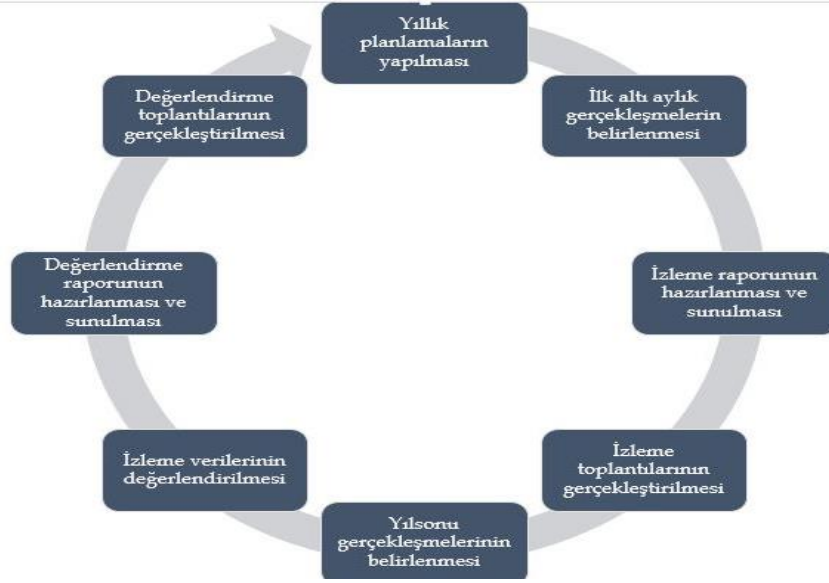 Yıllık
planlamaların
yapılması
İlk altı aylık
gerçekleşmelerin
belirlenmesi
İzleme raporunun
hazırlanması ve
sunulması
İzleme
toplantılarının
gerçekleştirilmesi
Yılsonu
gerçekleşmelerinin
belirlenmesi
İzleme verilerinin
değerlendirilmesi
Değerlendirme
raporunun
hazırlanması ve
sunulması
Değerlendirme
toplantılarının
gerçekleştirilmesi